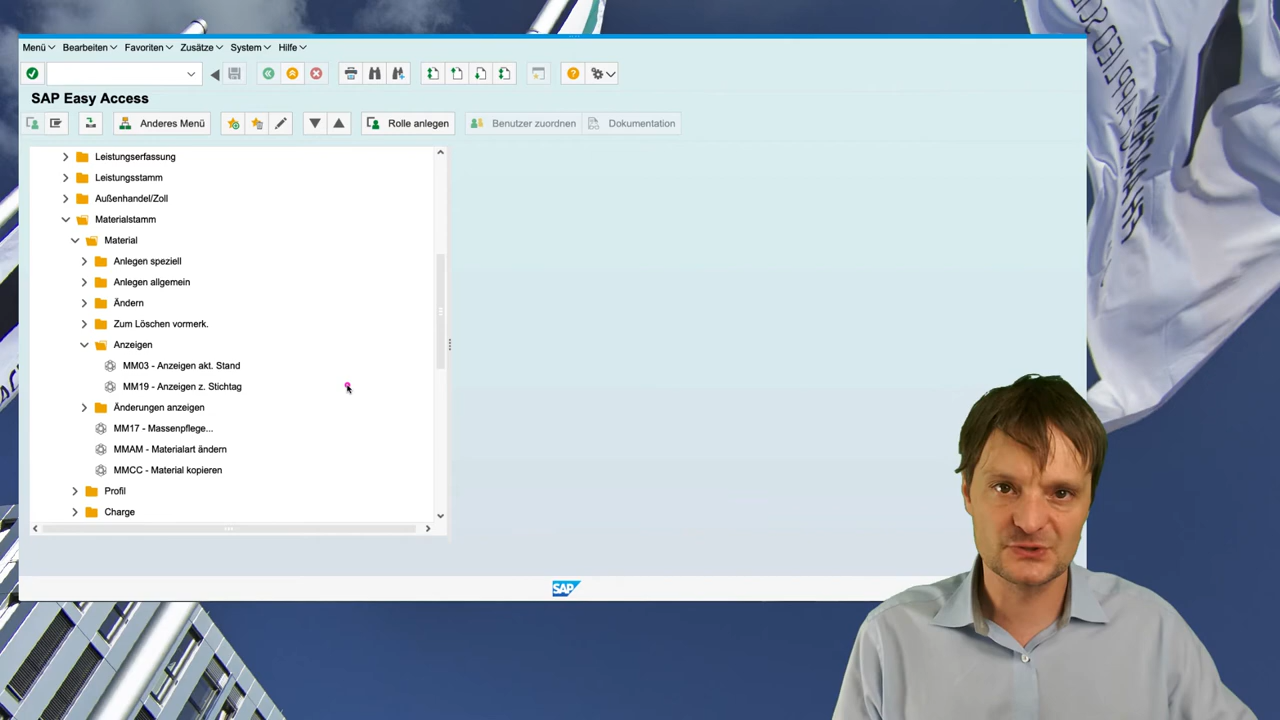 Menü Bearbeiten Favoriten Zusätze System Hilfe
SAP Easy Access
Anderes Menü Rolle anlegen Benutzer zuordnen Dokumentation
Leistungserfassung
Leistungsstamm
Außenhandel/Zoll
Materialstamm
Material
Anlegen speziell
Anlegen allgemein
Ändern
Zum Löschen vormerk.
Anzeigen
MM03 - Anzeigen akt. Stand
MM19 - Anzeigen z. Stichtag
Änderungen anzeigen
MM17 - Massenpflege...
MMAM - Materialart ändern
MMCC - Material kopieren
Profil
Charge
SAP